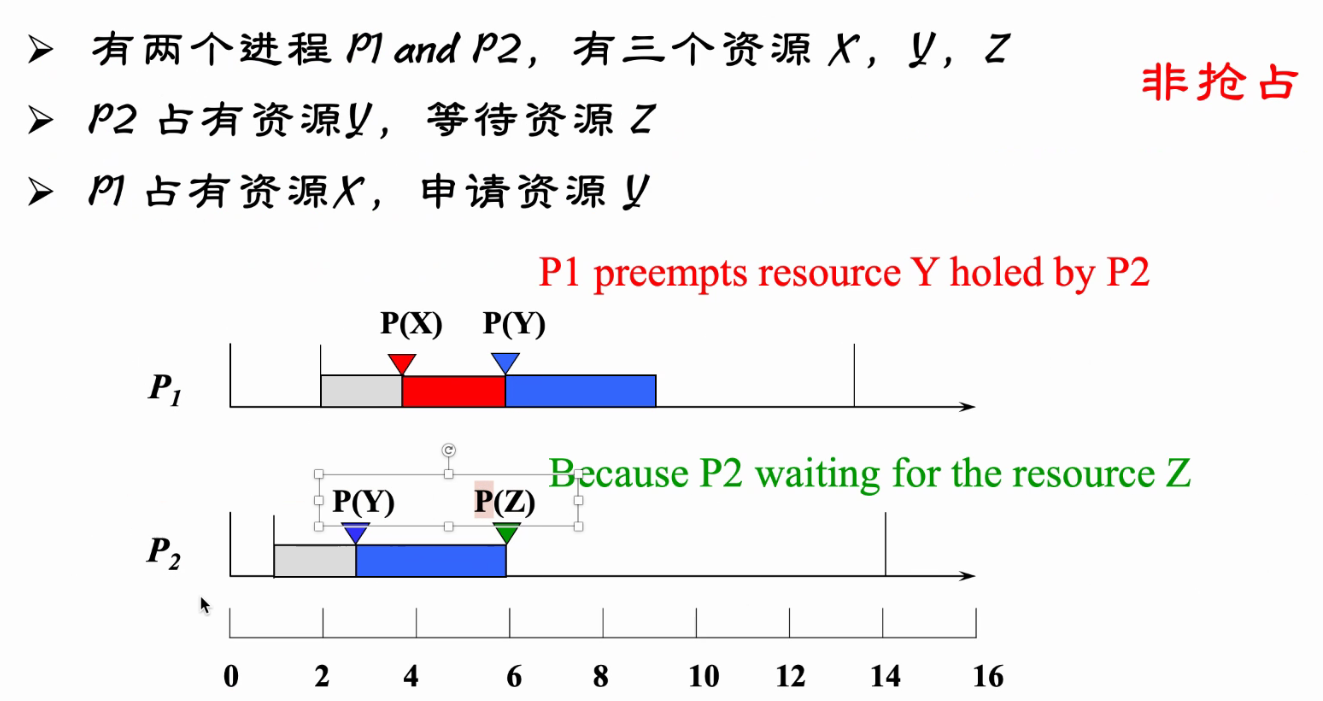 ➢ 有两个进程 P1 and P2，有三个资源 X，Y，Z
非抢占
➢ P2 占有资源Y，等待资源 Z
➢ P1 占有资源X，申请资源 Y
P1 preempts resource Y holed by P2
P(X) P(Y)
P1
Because P2 waiting for the resource Z
P(Y) P(Z)
P2
0 2 4 6 8 10 12 14 16